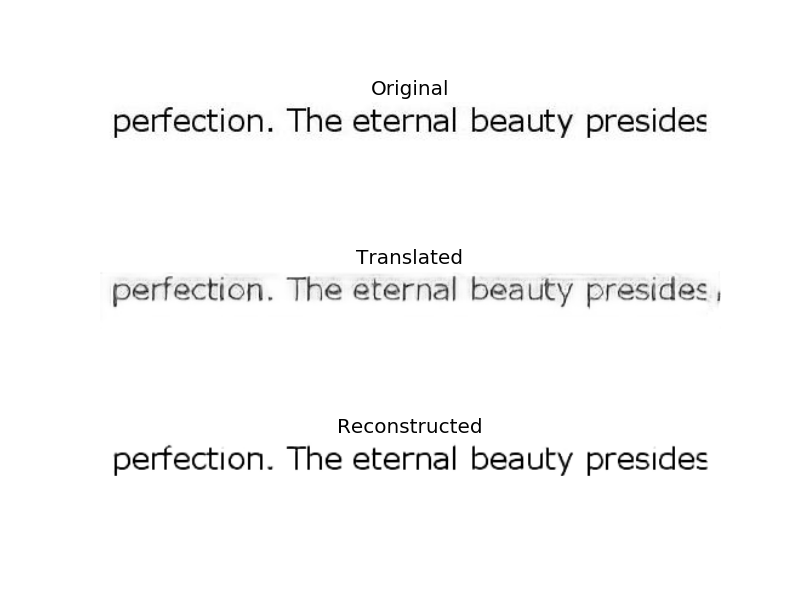 Original
perfection. The eternal beauty presides
Translated
perfection. The eternal beauty presides
Reconstructed
perfection. The eternal beauty presides